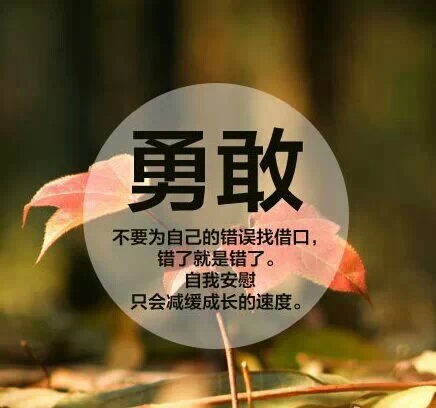 勇敢
不要为自己的错误找借口，
错了就是错了。
自我安慰
只会减缓成长的速度。